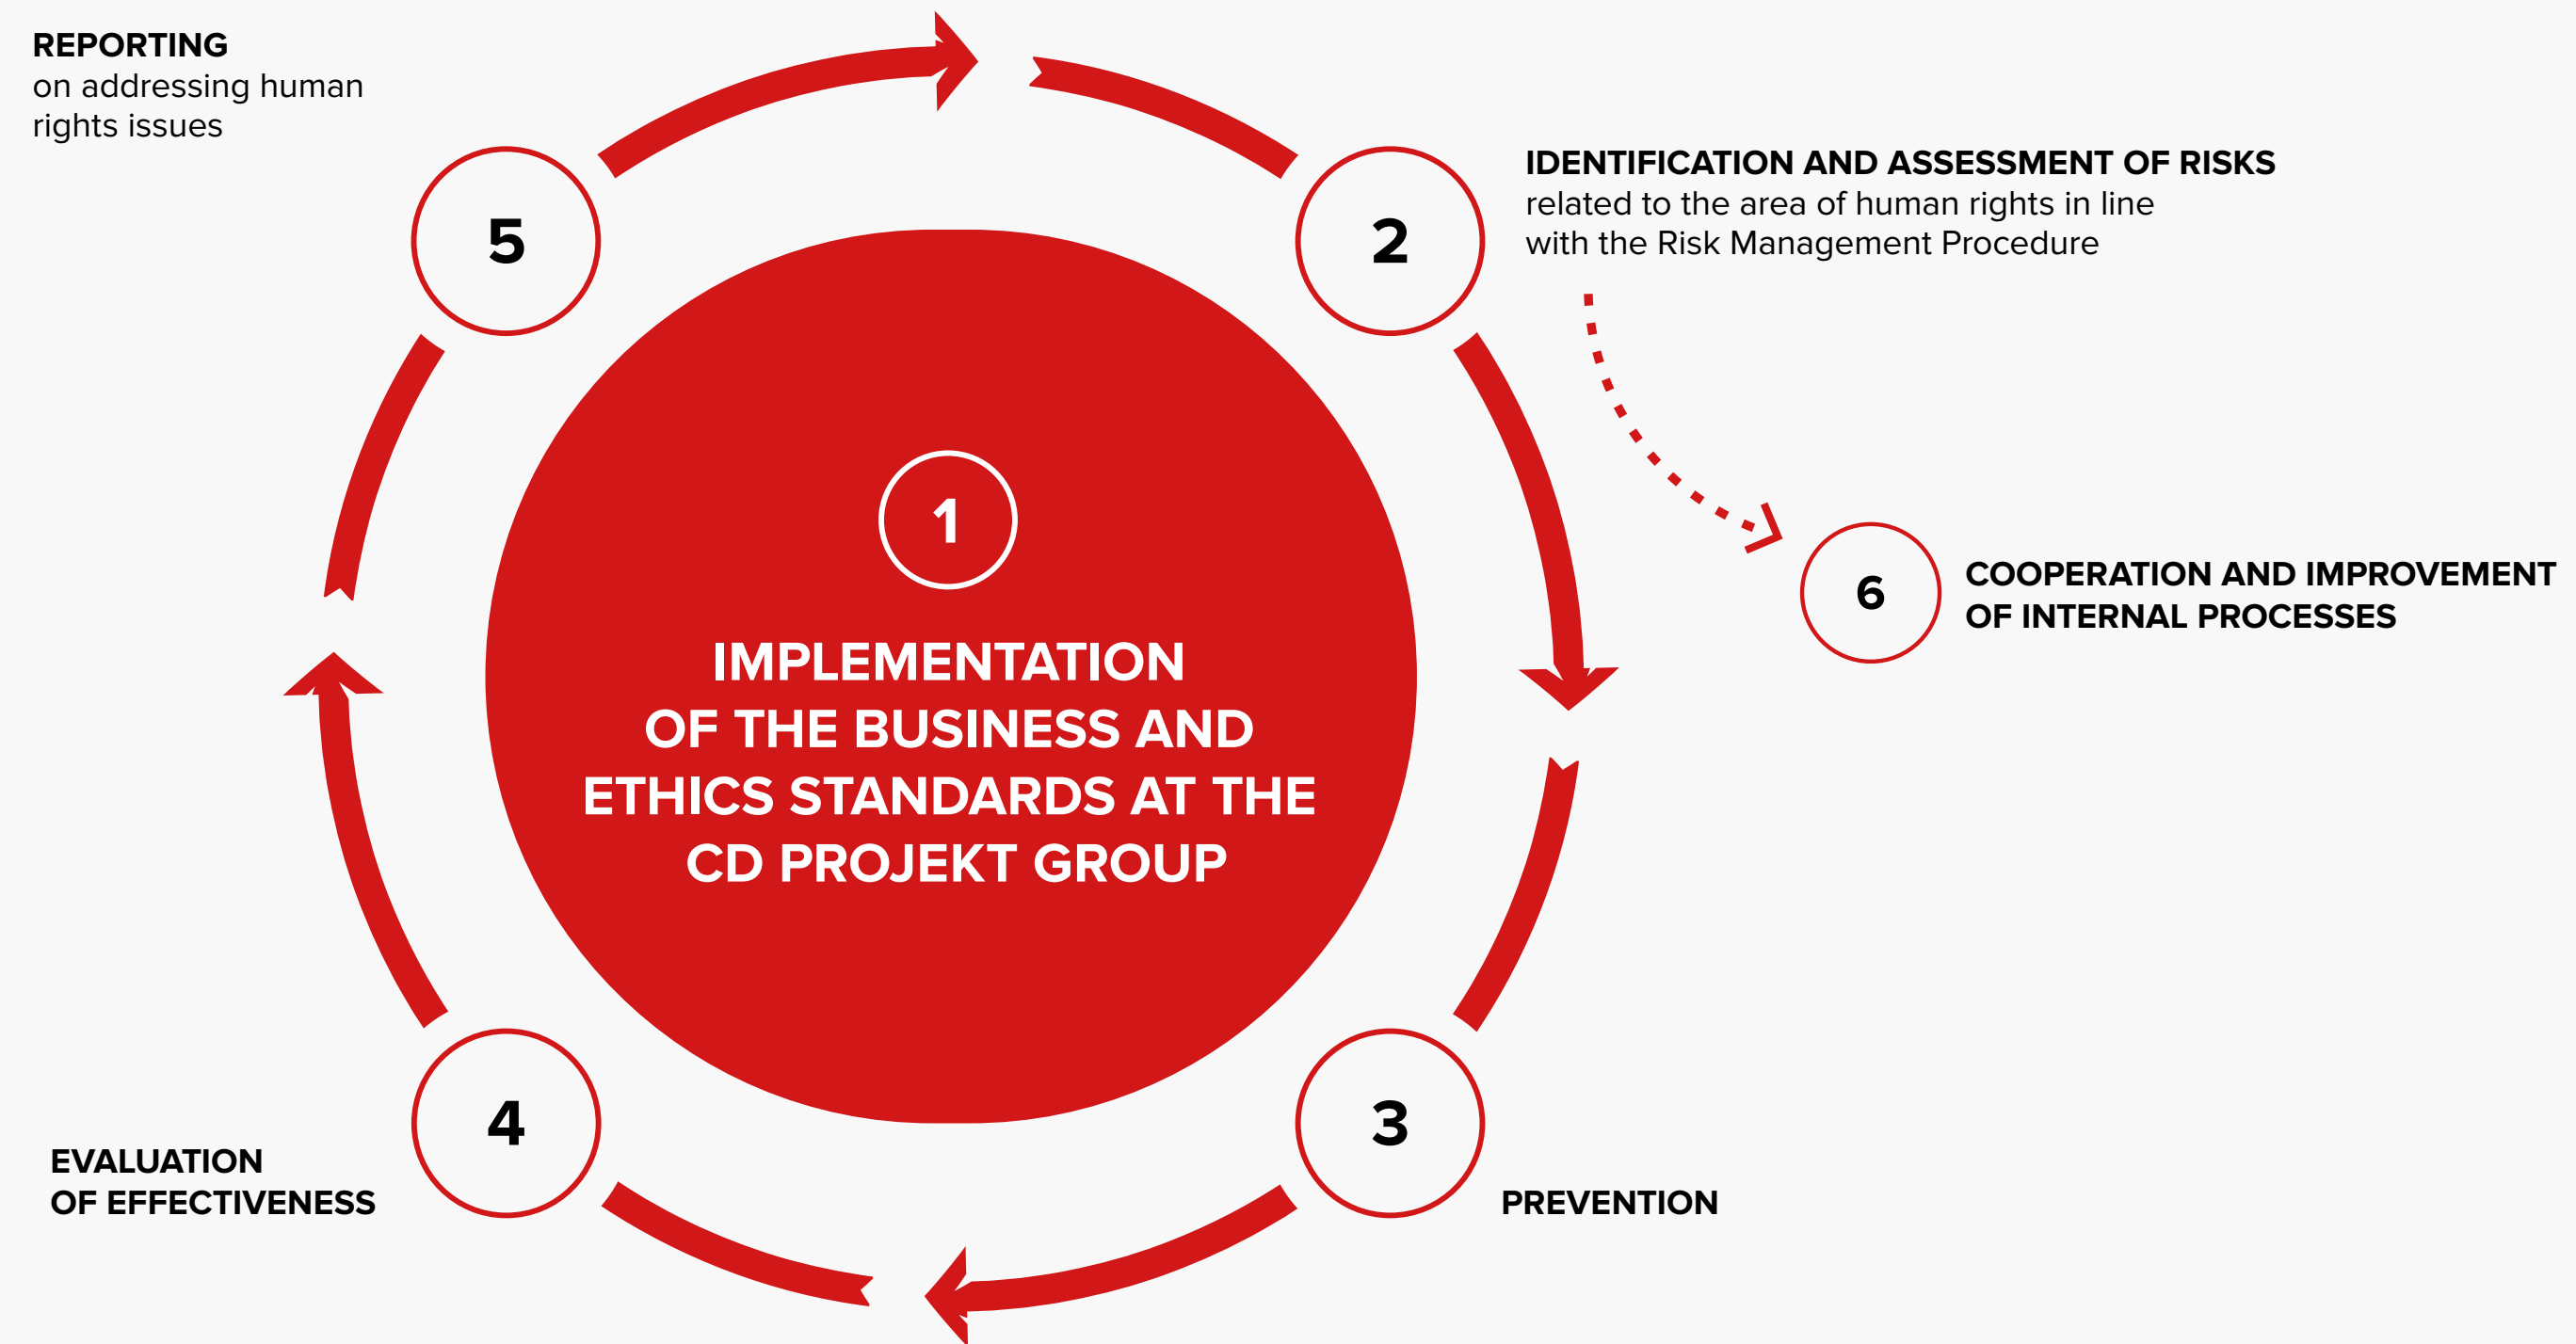 REPORTING
on addressing human
rights issues
5
2
IDENTIFICATION AND ASSESSMENT OF RISKS
related to the area of human rights in line
with the Risk Management Procedure
1
IMPLEMENTATION
OF THE BUSINESS AND
ETHICS STANDARDS AT THE
CD PROJEKT GROUP
6
COOPERATION AND IMPROVEMENT
OF INTERNAL PROCESSES
4
EVALUATION
OF EFFECTIVENESS
3
PREVENTION